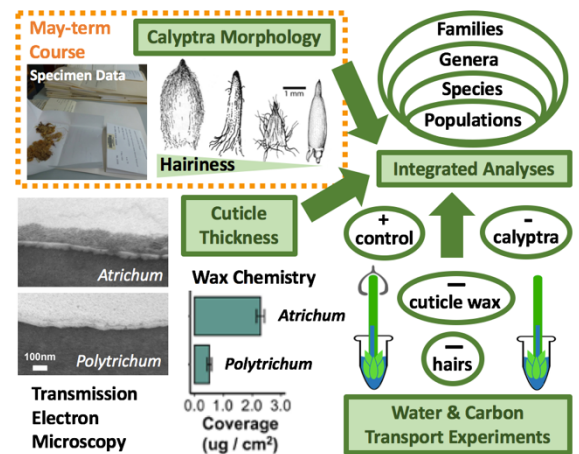 May-term
Course
Specimen Data
Calyptra Morphology
1 mm
Hairiness
Families
Genera
Species
Populations
Integrated Analyses
Cuticle
Thickness
Atrichum
Polytrichum
100nm
Transmission
Electron
Microscopy
Wax Chemistry
Atrichum
Polytrichum
0.0 1.0 2.0 3.0
Coverage
(ug / cm²)
+
control
-
calyptra
–
cuticle wax
–
hairs
Water & Carbon
Transport Experiments